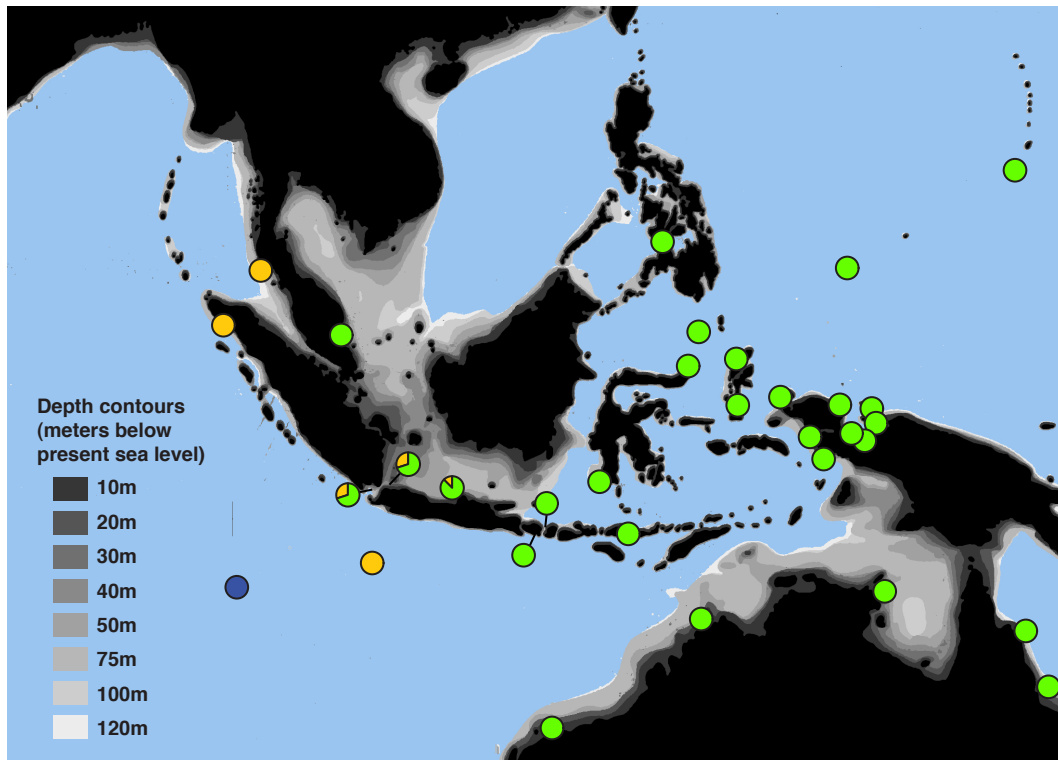 Depth contours
(meters below
present sea level)
10m
20m
30m
40m
50m
75m
100m
120m